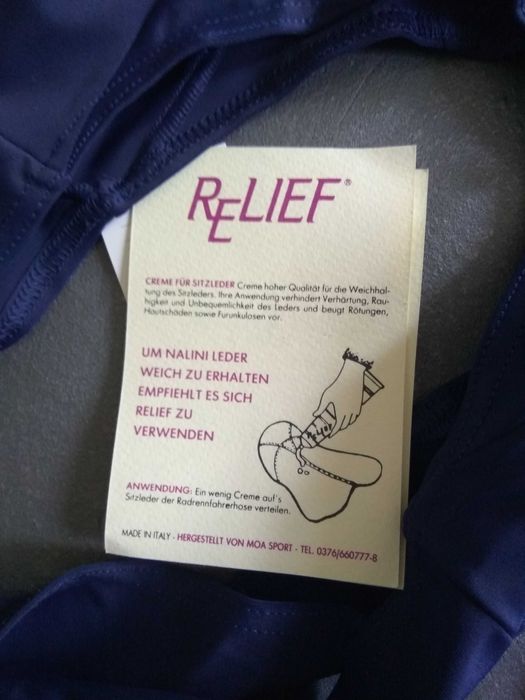 RELIEF®
CREME FÜR SITZLEDER Creme hoher Qualität für die Weichhal-
tung des Sitzleders. Ihre Anwendung verhindert Verhärtung, Rau-
higkeit und Unbequemlichkeit des Leders und beugt Rötungen,
Hautschäden sowie Furunkulosen vor.
UM NALINI LEDER
WEICH ZU ERHALTEN
EMPFIEHLT ES SICH
RELIEF ZU
VERWENDEN
RELIEF
ANWENDUNG: Ein wenig Creme auf's
Sitzleder der Radrennfahrerhose verteilen.
MADE IN ITALY - HERGESTELLT VON MOA SPORT - TEL. 0376/660777-8